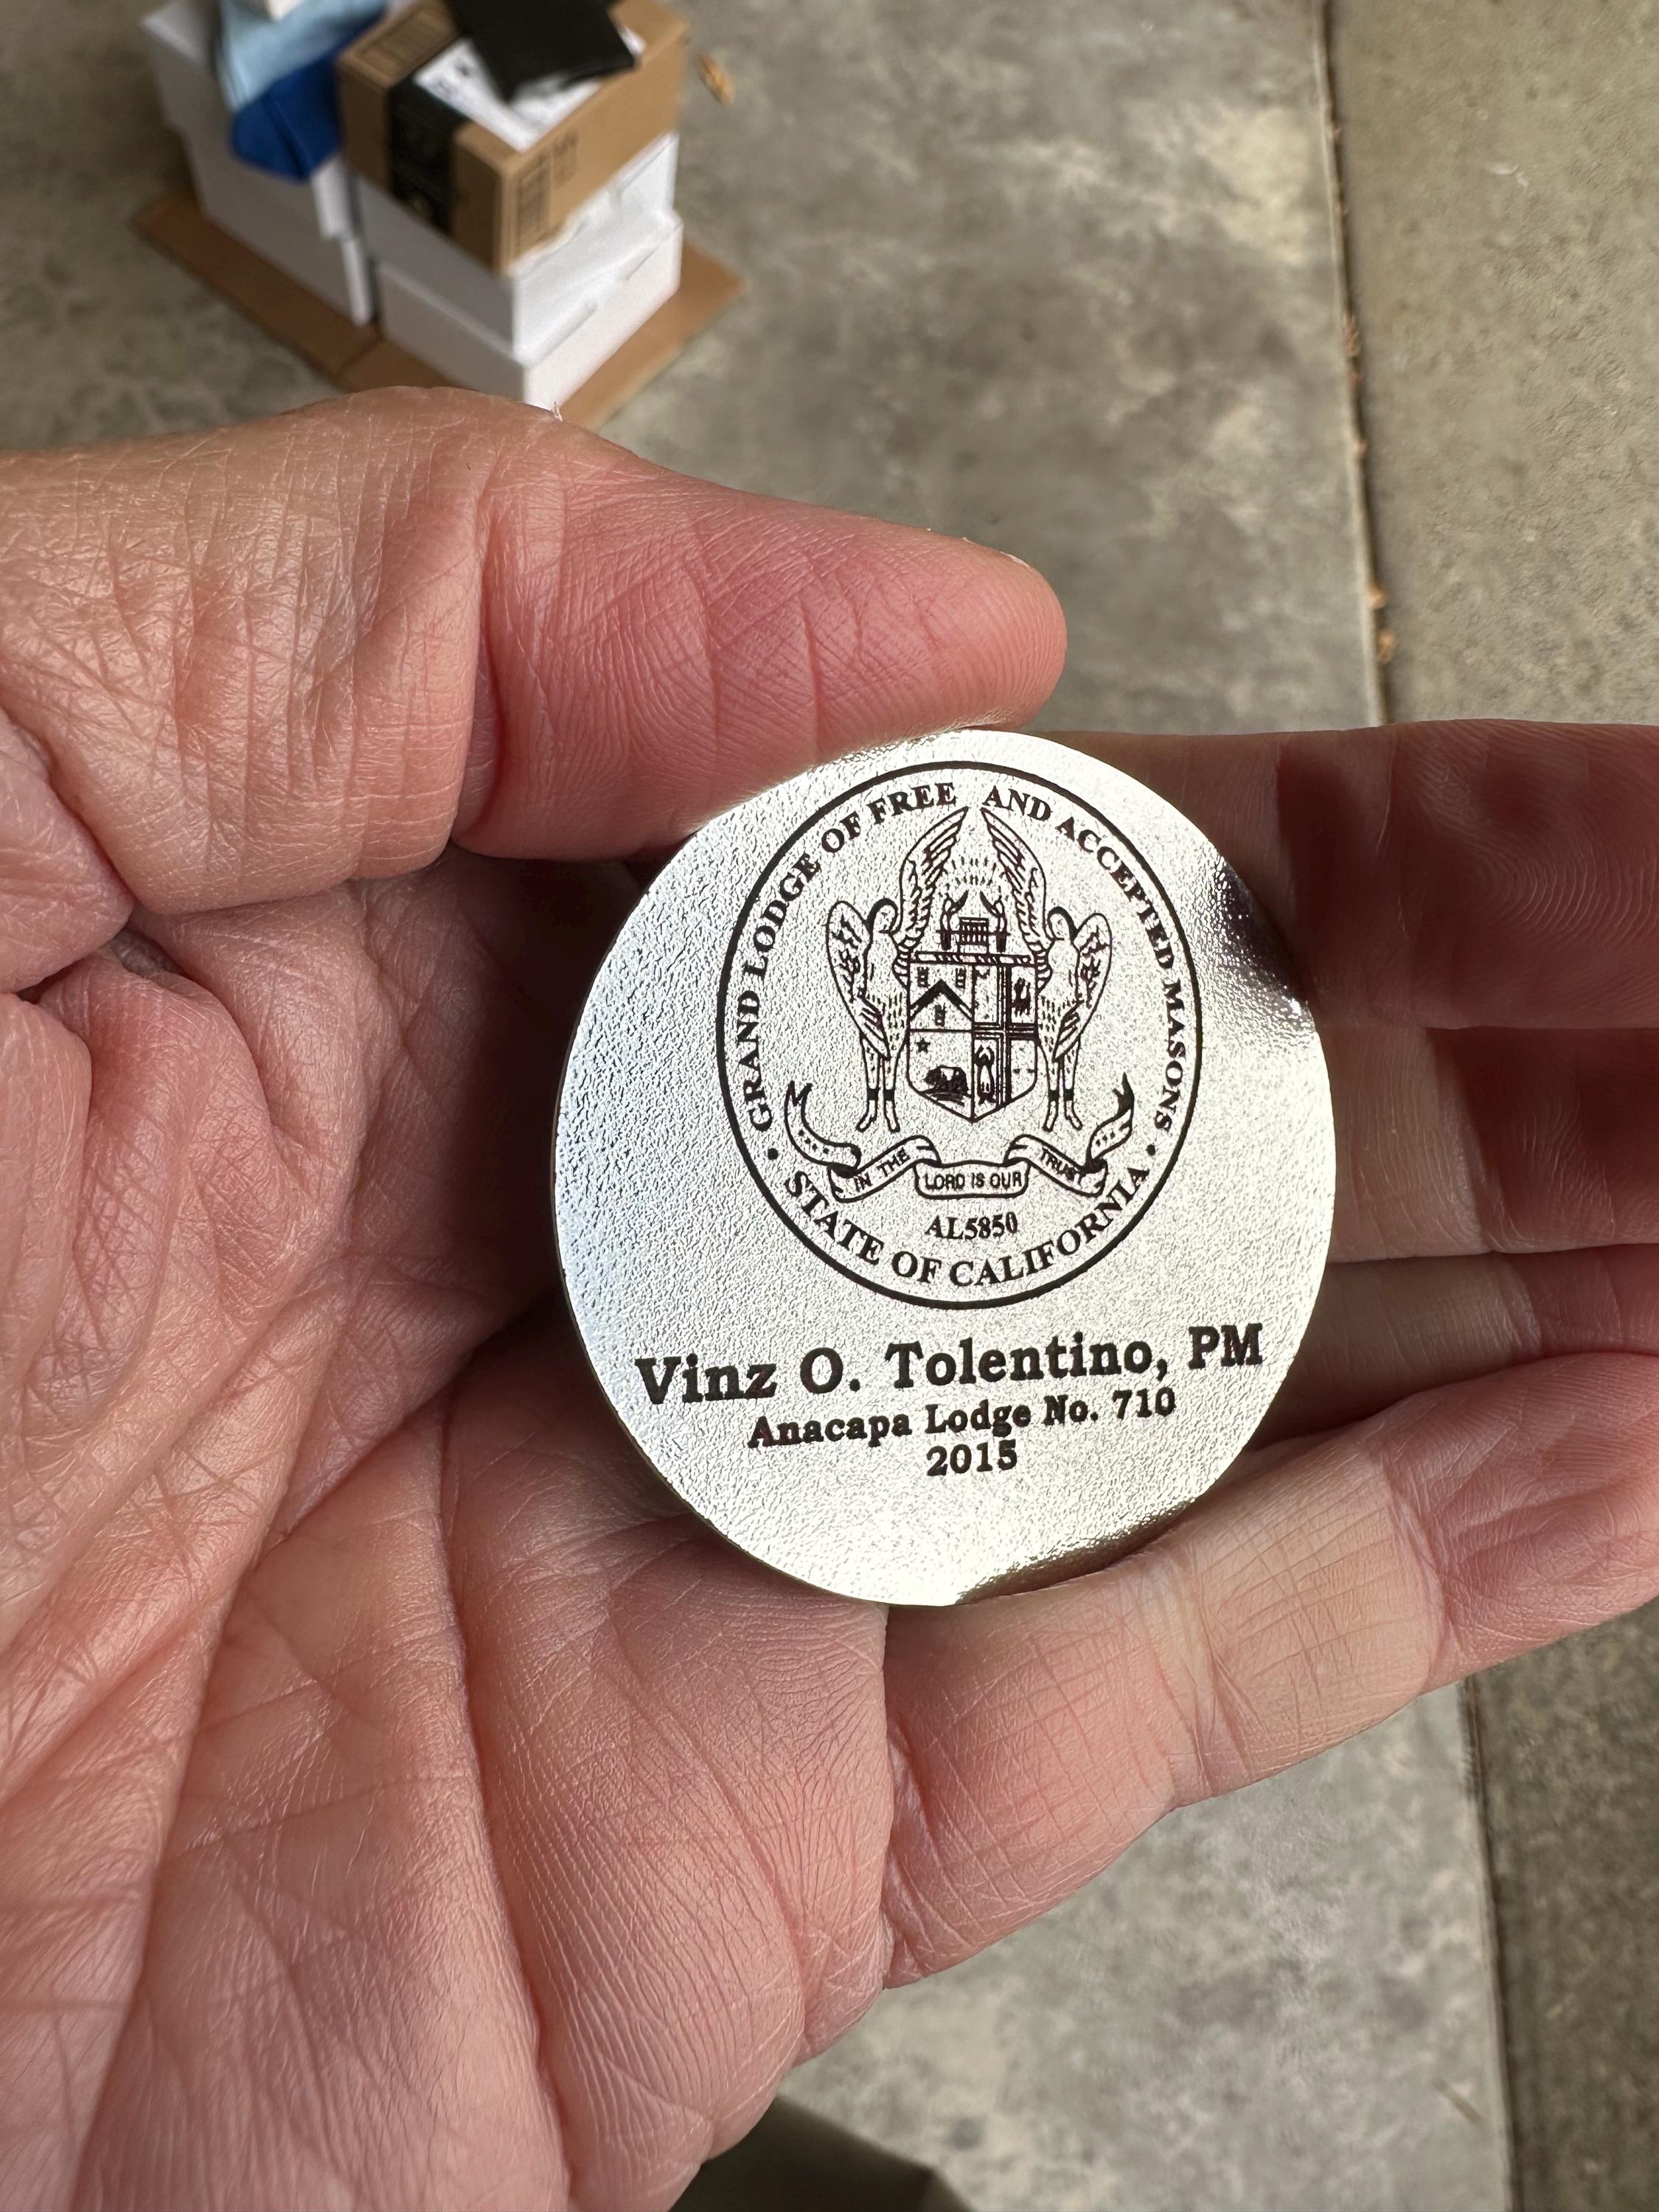 GRAND LODGE OF FREE AND ACCEPTED MASONS
IN THE LORD IS OUR TRUST
AL5850
• STATE OF CALIFORNIA •
Vinz O. Tolentino, PM
Anacapa Lodge No. 710
2015